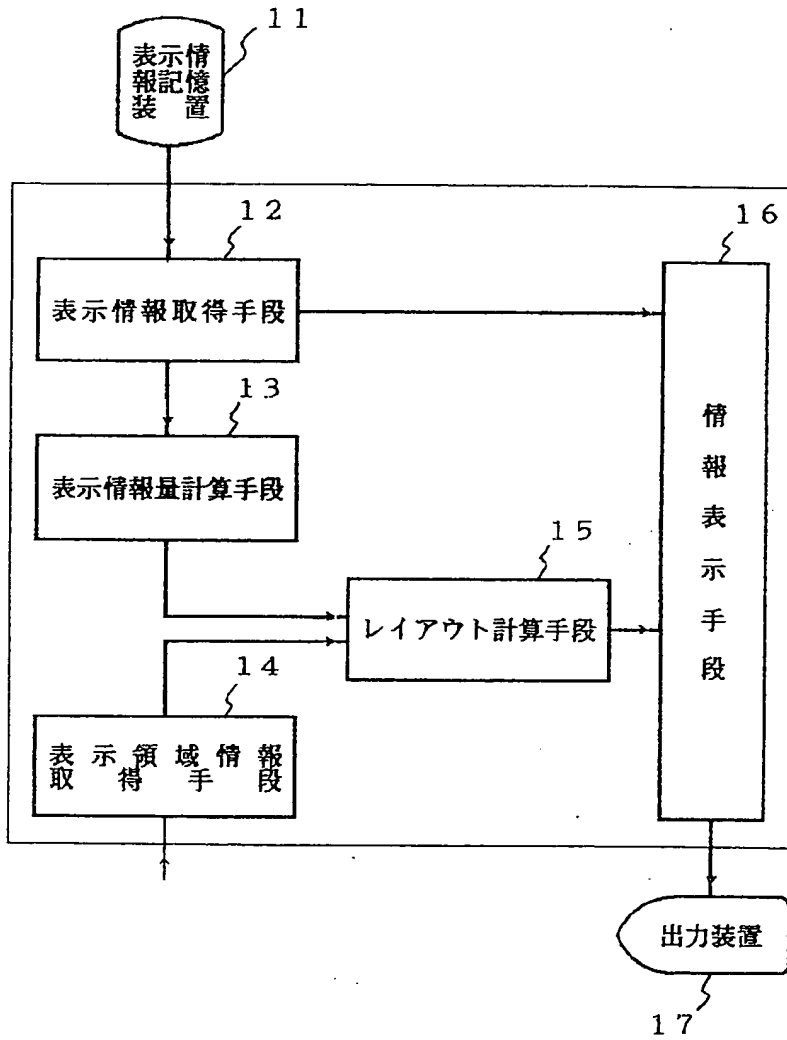 11
表示情
報記憶
装置
12
16
表示情報取得手段
13
表示情報量計算手段
情報表示手段
15
レイアウト計算手段
14
表示領域情報
取得手段
出力装置
17